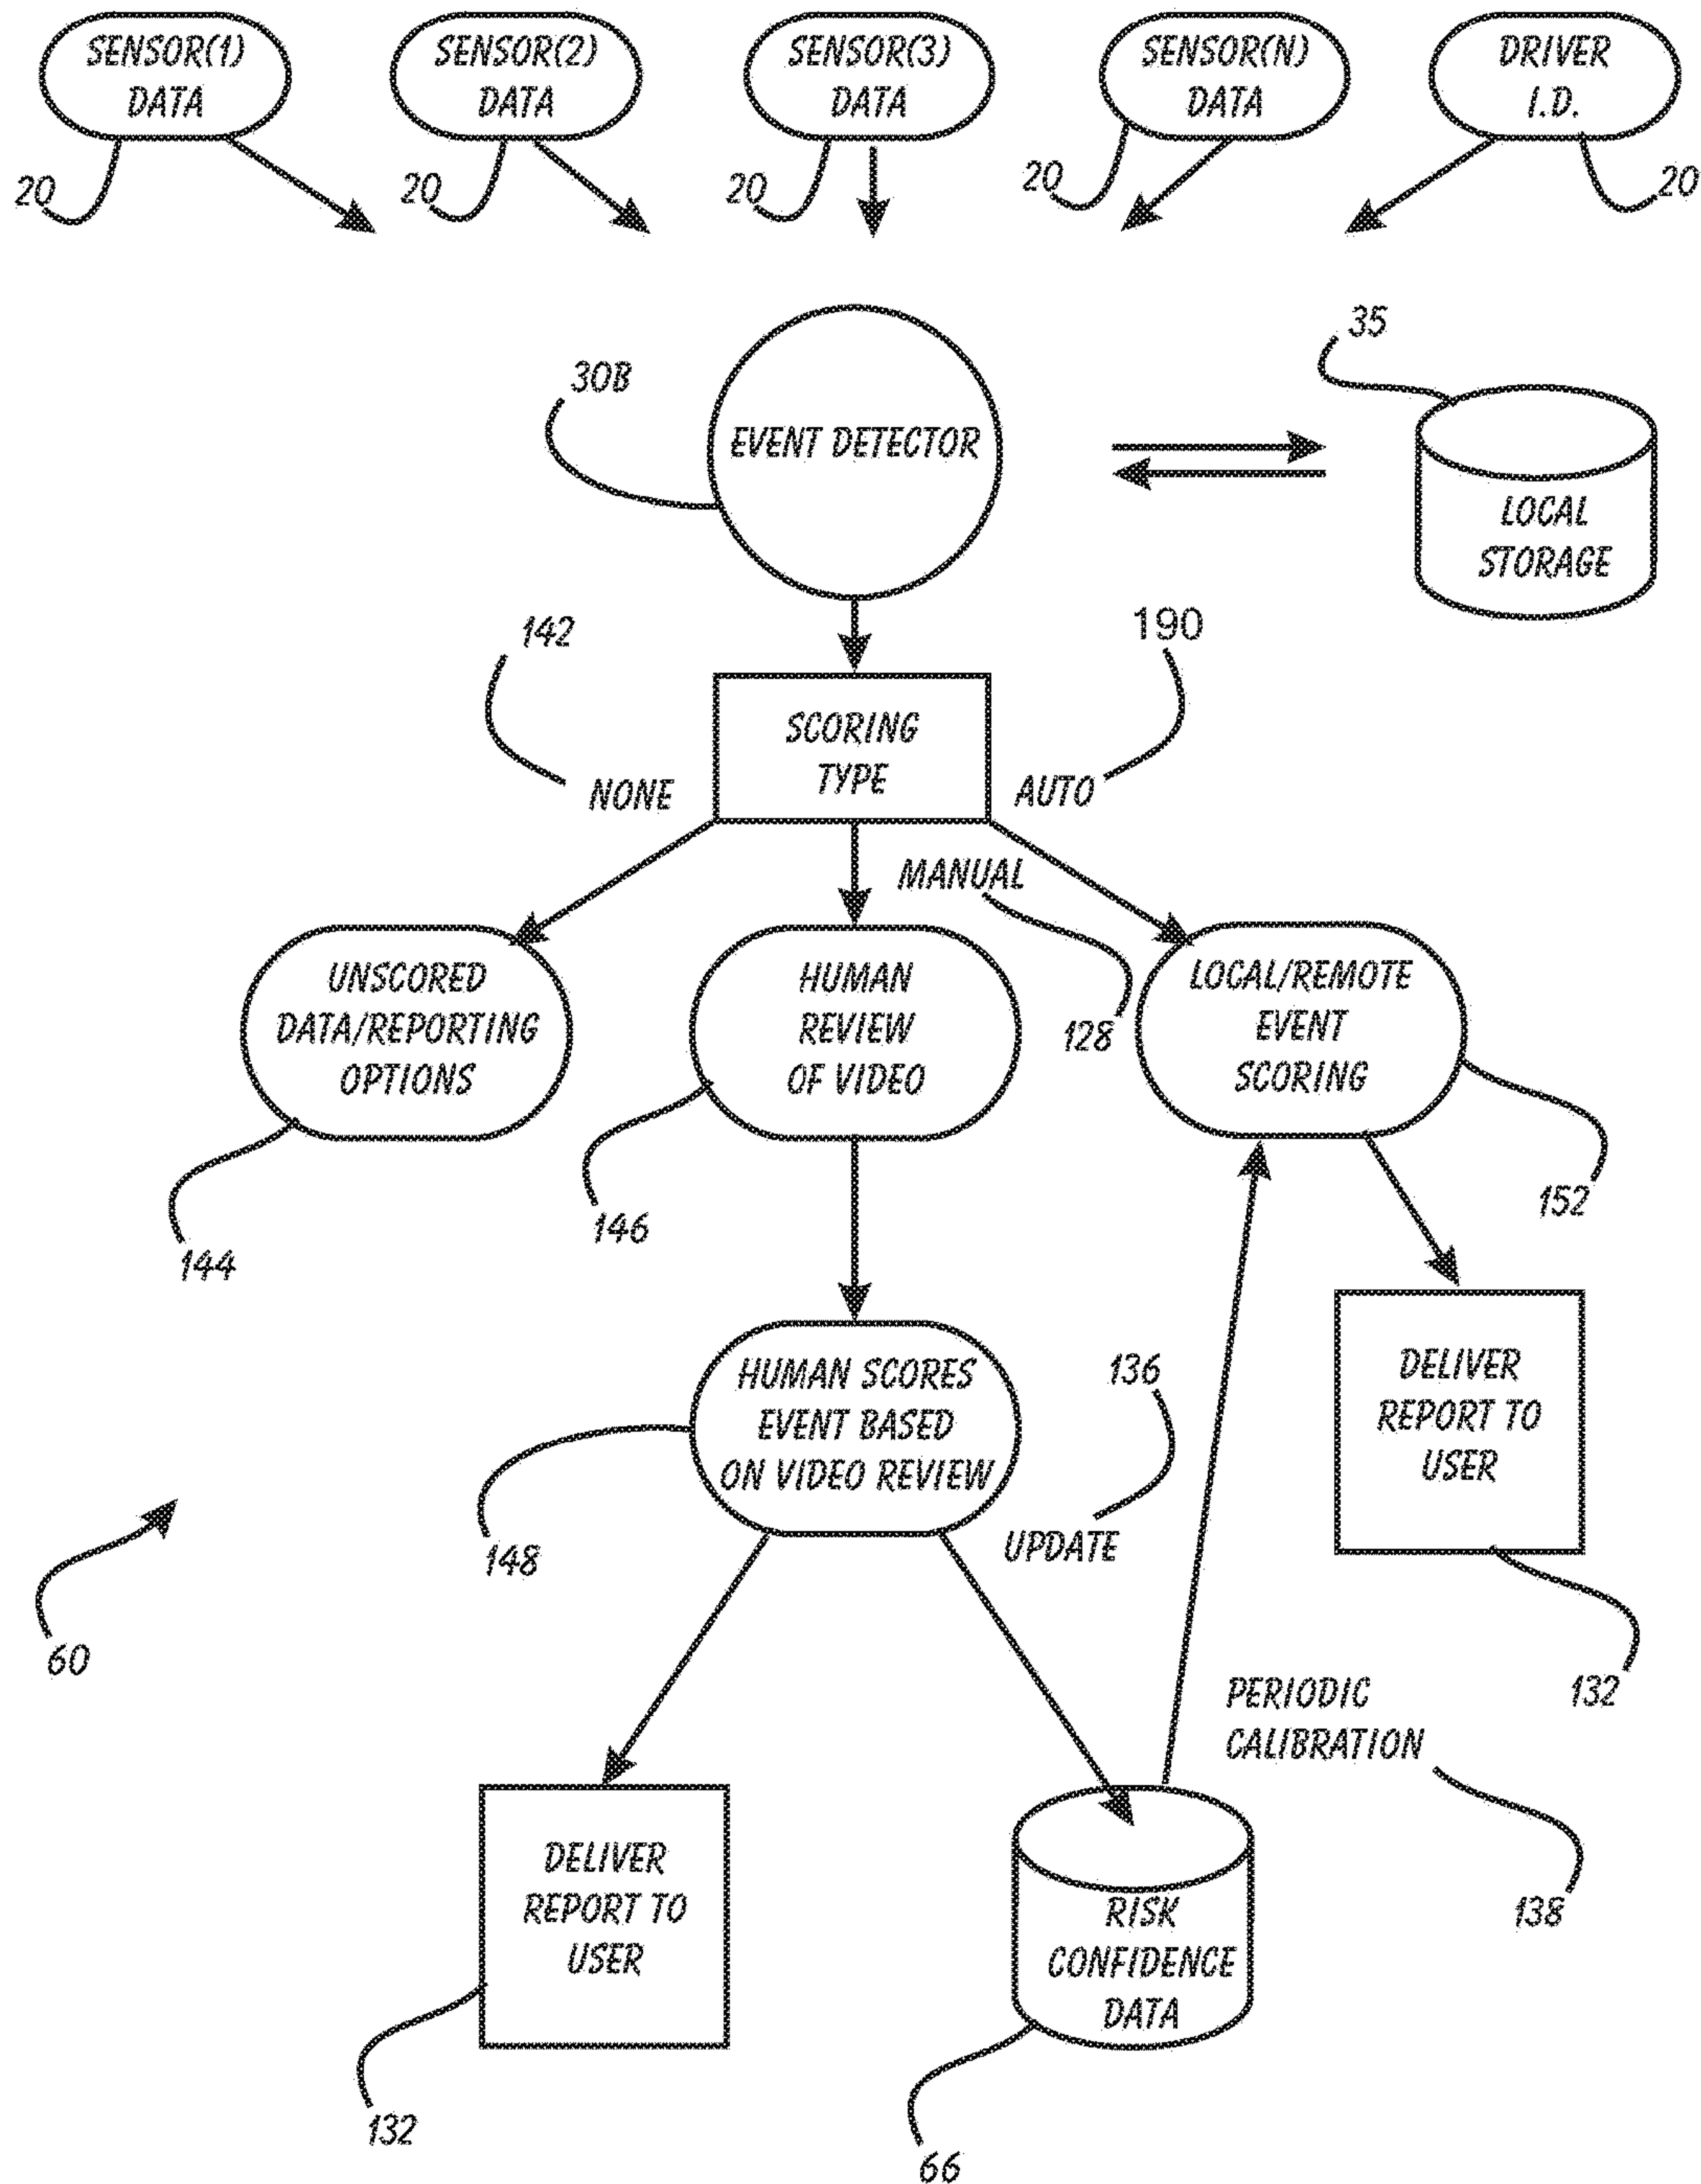 SENSOR(1)
DATA
SENSOR(2)
DATA
SENSOR(3)
DATA
SENSOR(N)
DATA
DRIVER
I.D.
20
20
20
20
20
35
30B
EVENT DETECTOR
LOCAL
STORAGE
142
190
SCORING
TYPE
NONE
AUTO
MANUAL
UNSCORED
DATA/REPORTING
OPTIONS
HUMAN
REVIEW
OF VIDEO
128
LOCAL/REMOTE
EVENT
SCORING
144
146
152
HUMAN SCORES
EVENT BASED
ON VIDEO REVIEW
136
DELIVER
REPORT TO
USER
148
UPDATE
60
132
PERIODIC
CALIBRATION
DELIVER
REPORT TO
USER
RISK
CONFIDENCE
DATA
138
132
66